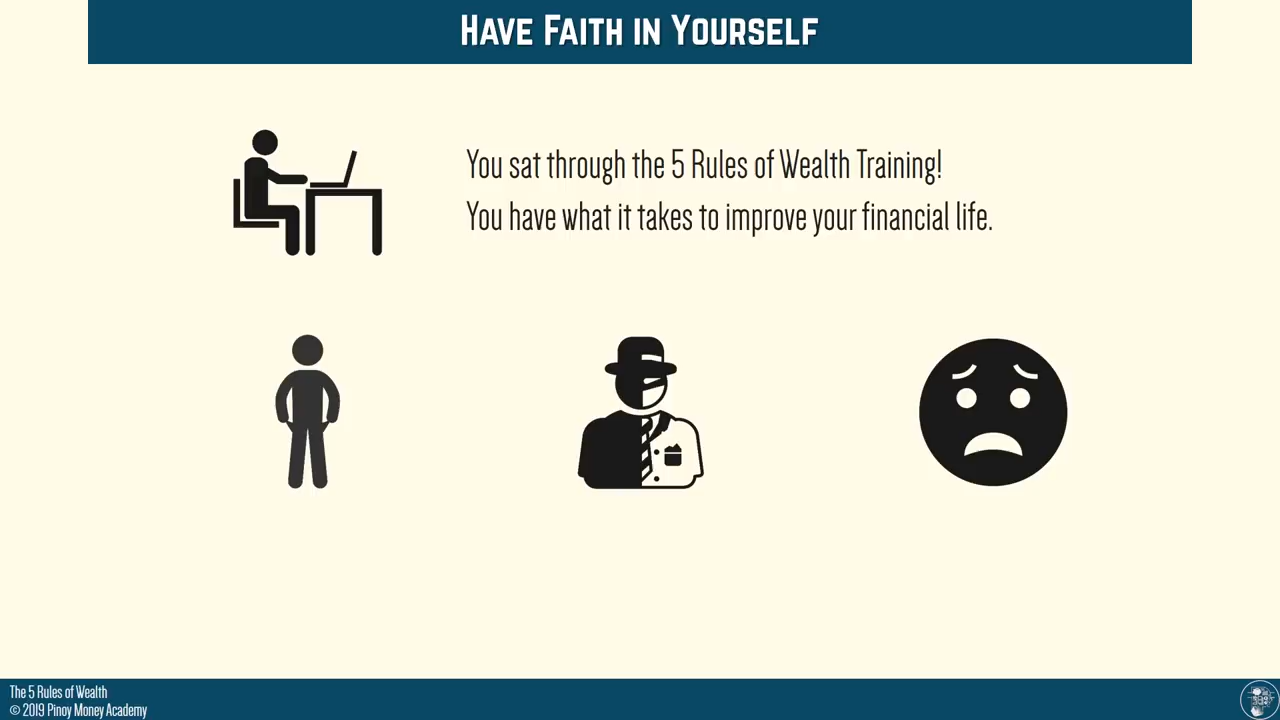 HAVE FAITH IN YOURSELF
You sat through the 5 Rules of Wealth Training!
You have what it takes to improve your financial life.
The 5 Rules of Wealth
© 2019 Pinoy Money Academy